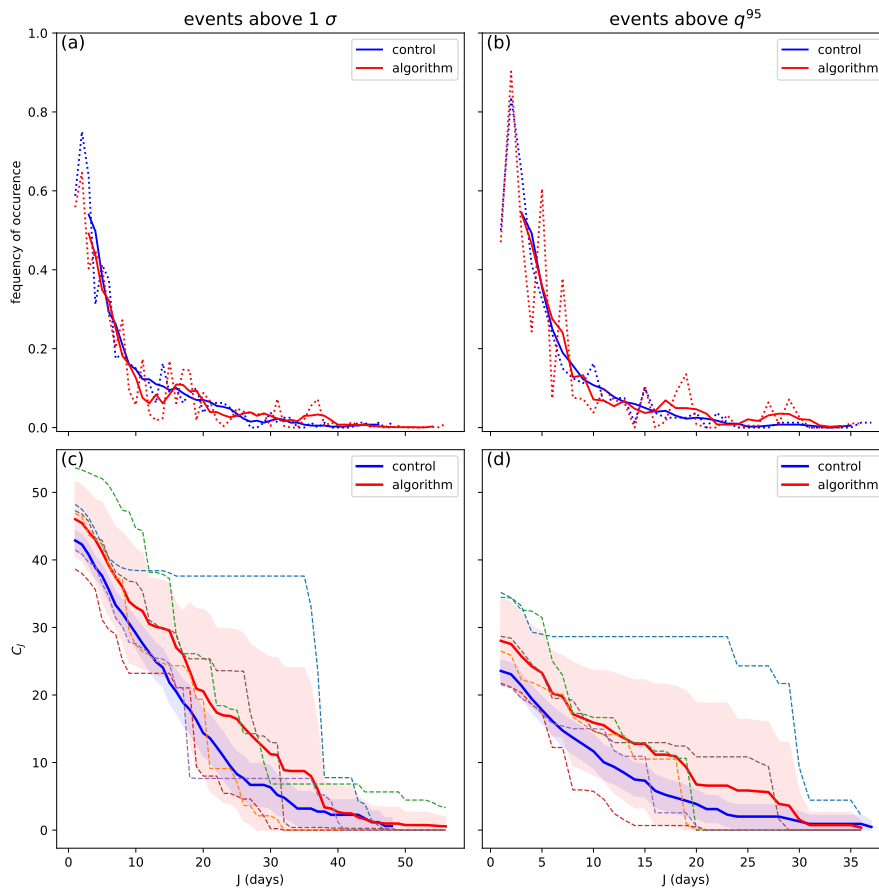 events above 1 σ
events above q^95
(a)
control
algorithm
(b)
control
algorithm
fequency of occurence
1.0
0.8
0.6
0.4
0.2
0.0
(c)
control
algorithm
(d)
control
algorithm
C_J
50
40
30
20
10
0
0 10 20 30 40 50
0 5 10 15 20 25 30 35
J (days)
J (days)